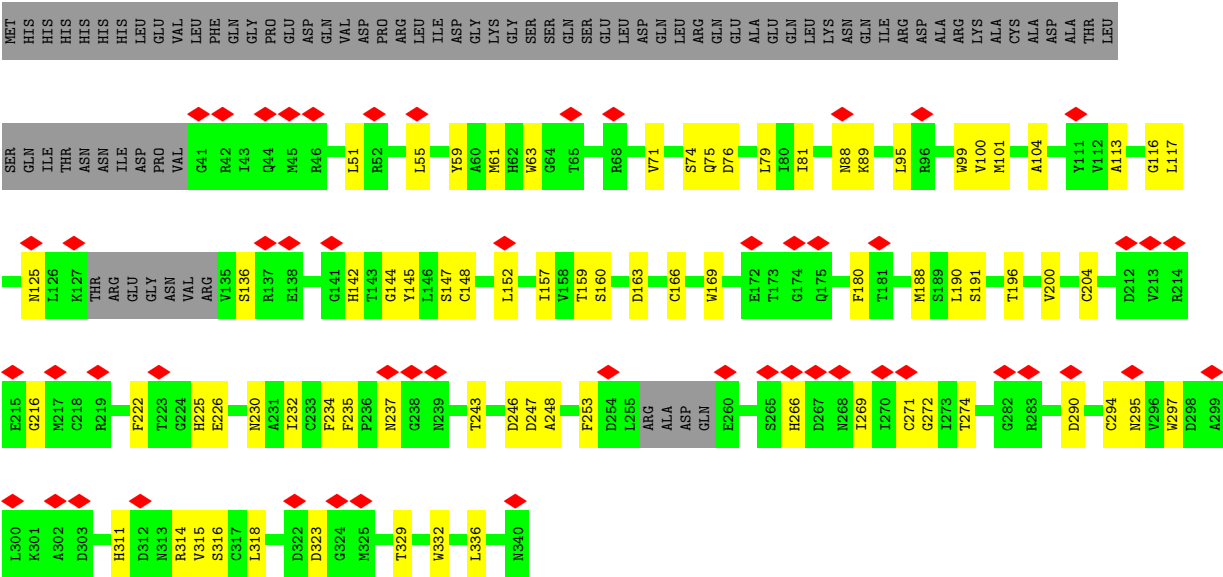 MET HIS HIS HIS HIS HIS HIS LEU GLU VAL LEU PHE GLN GLY PRO GLU ASP GLN VAL ASP PRO ARG LEU ILE ASP GLY LYS GLY SER SER GLN SER GLU LEU ASP GLN LEU ARG GLN GLU ALA GLU GLN LEU LYS ASN GLN ILE ARG ASP ALA ARG LYS ALA CYS ALA ASP ALA THR LEU
SER GLN ILE THR ASN ASN ILE ASP PRO VAL G41 R42 I43 Q44 M45 R46 L51 R52 L55 Y59 A60 M61 H62 W63 G64 T65 R68 V71 S74 Q75 D76 L79 I80 I81 N88 K89 L95 R96 W99 V100 M101 A104 Y111 V112 A113 G116 L117
N125 L126 K127 THR ARG GLU GLY ASN VAL ARG V135 S136 R137 E138 G141 H142 T143 G144 Y145 L146 S147 C148 L152 I157 V158 T159 S160 D163 C166 W169 E172 T173 G174 Q175 F180 T181 M188 S189 L190 S191 T196 V200 C204 D212 V213 R214
E215 G216 M217 C218 R219 F222 T223 G224 H225 E226 N230 A231 I232 C233 F234 F235 P236 N237 G238 N239 T243 D246 D247 A248 F253 D254 L255 ARG ALA ASP GLN E260 S265 H266 D267 N268 I269 I270 C271 G272 I273 T274 G282 R283 D290 C294 N295 V296 W297 D298 A299
L300 K301 A302 D303 H311 D312 N313 R314 V315 S316 C317 L318 D322 D323 G324 M325 T329 W332 L336 N340